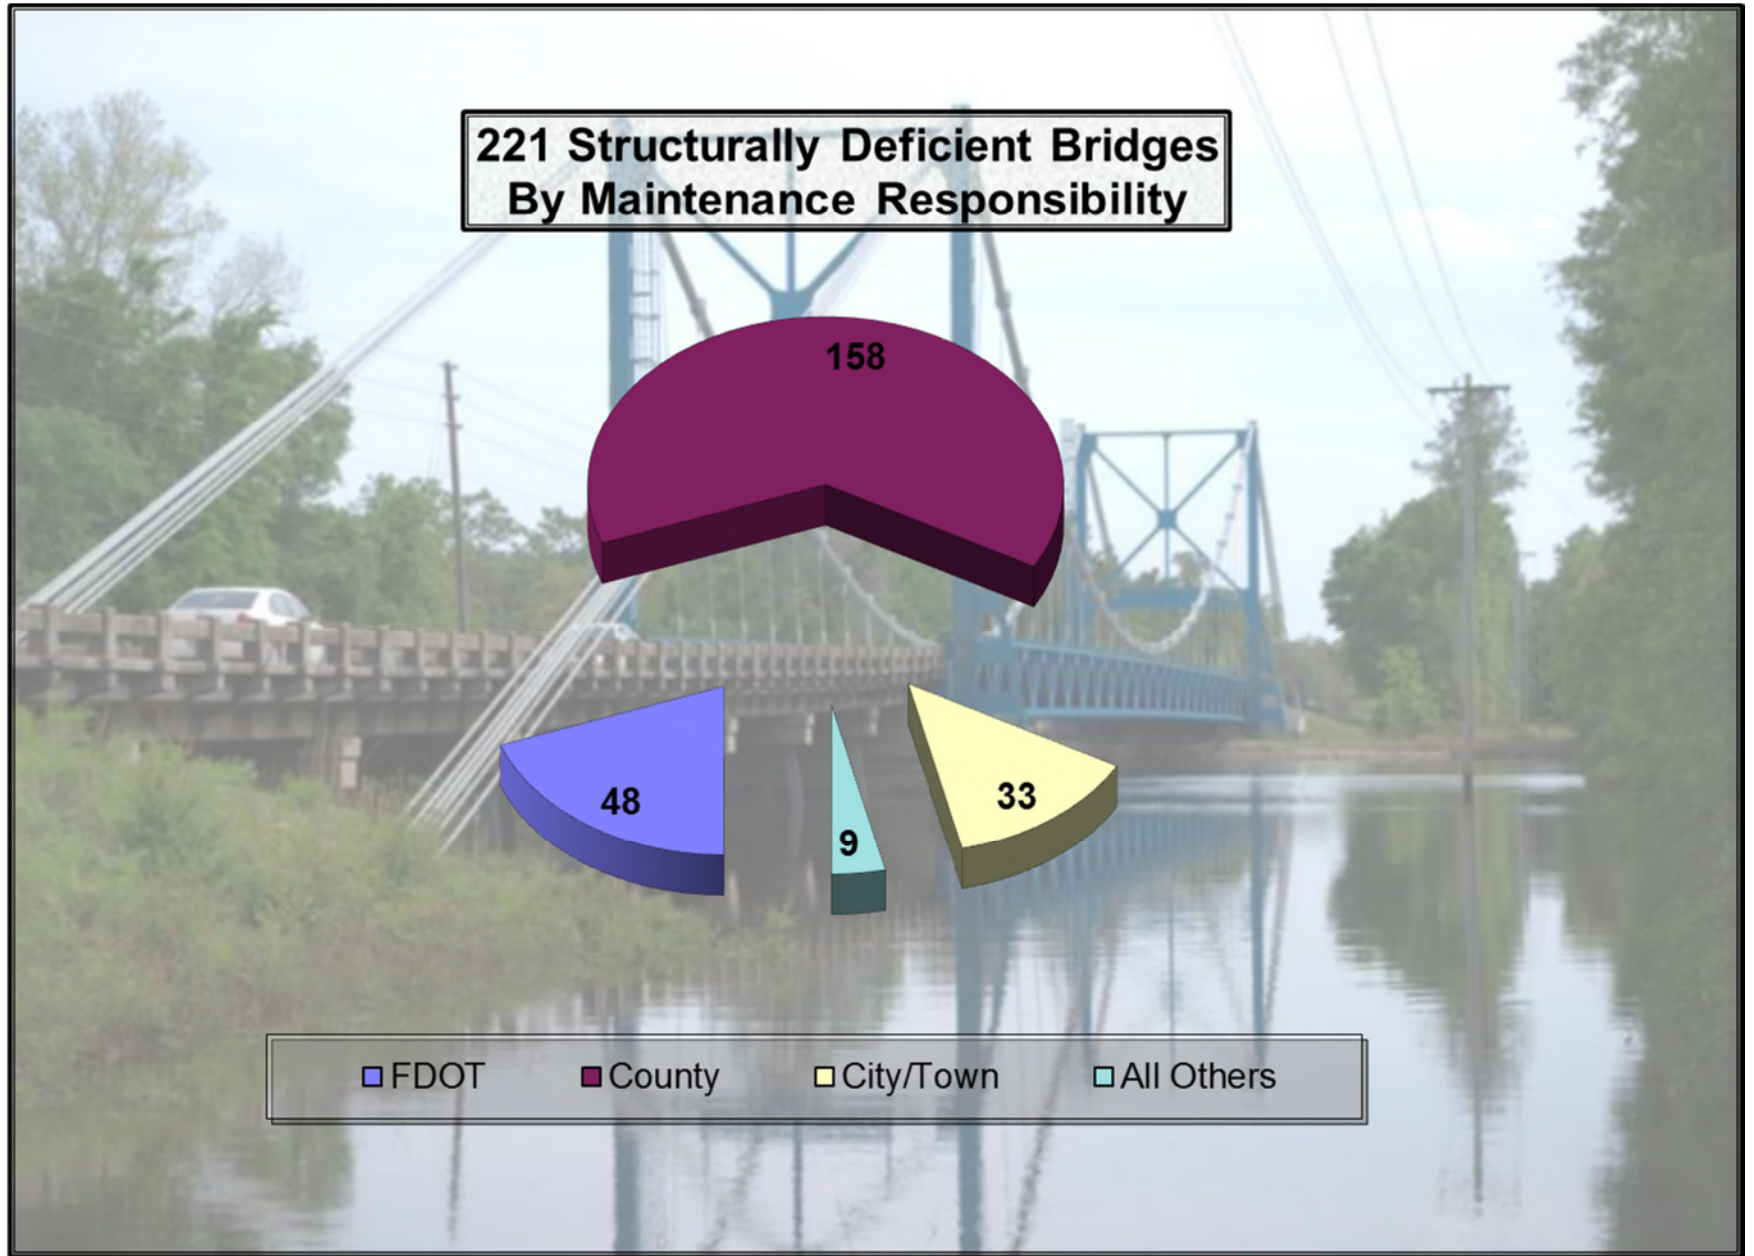 221 Structurally Deficient Bridges
By Maintenance Responsibility
158
48
9
33
FDOT County City/Town All Others